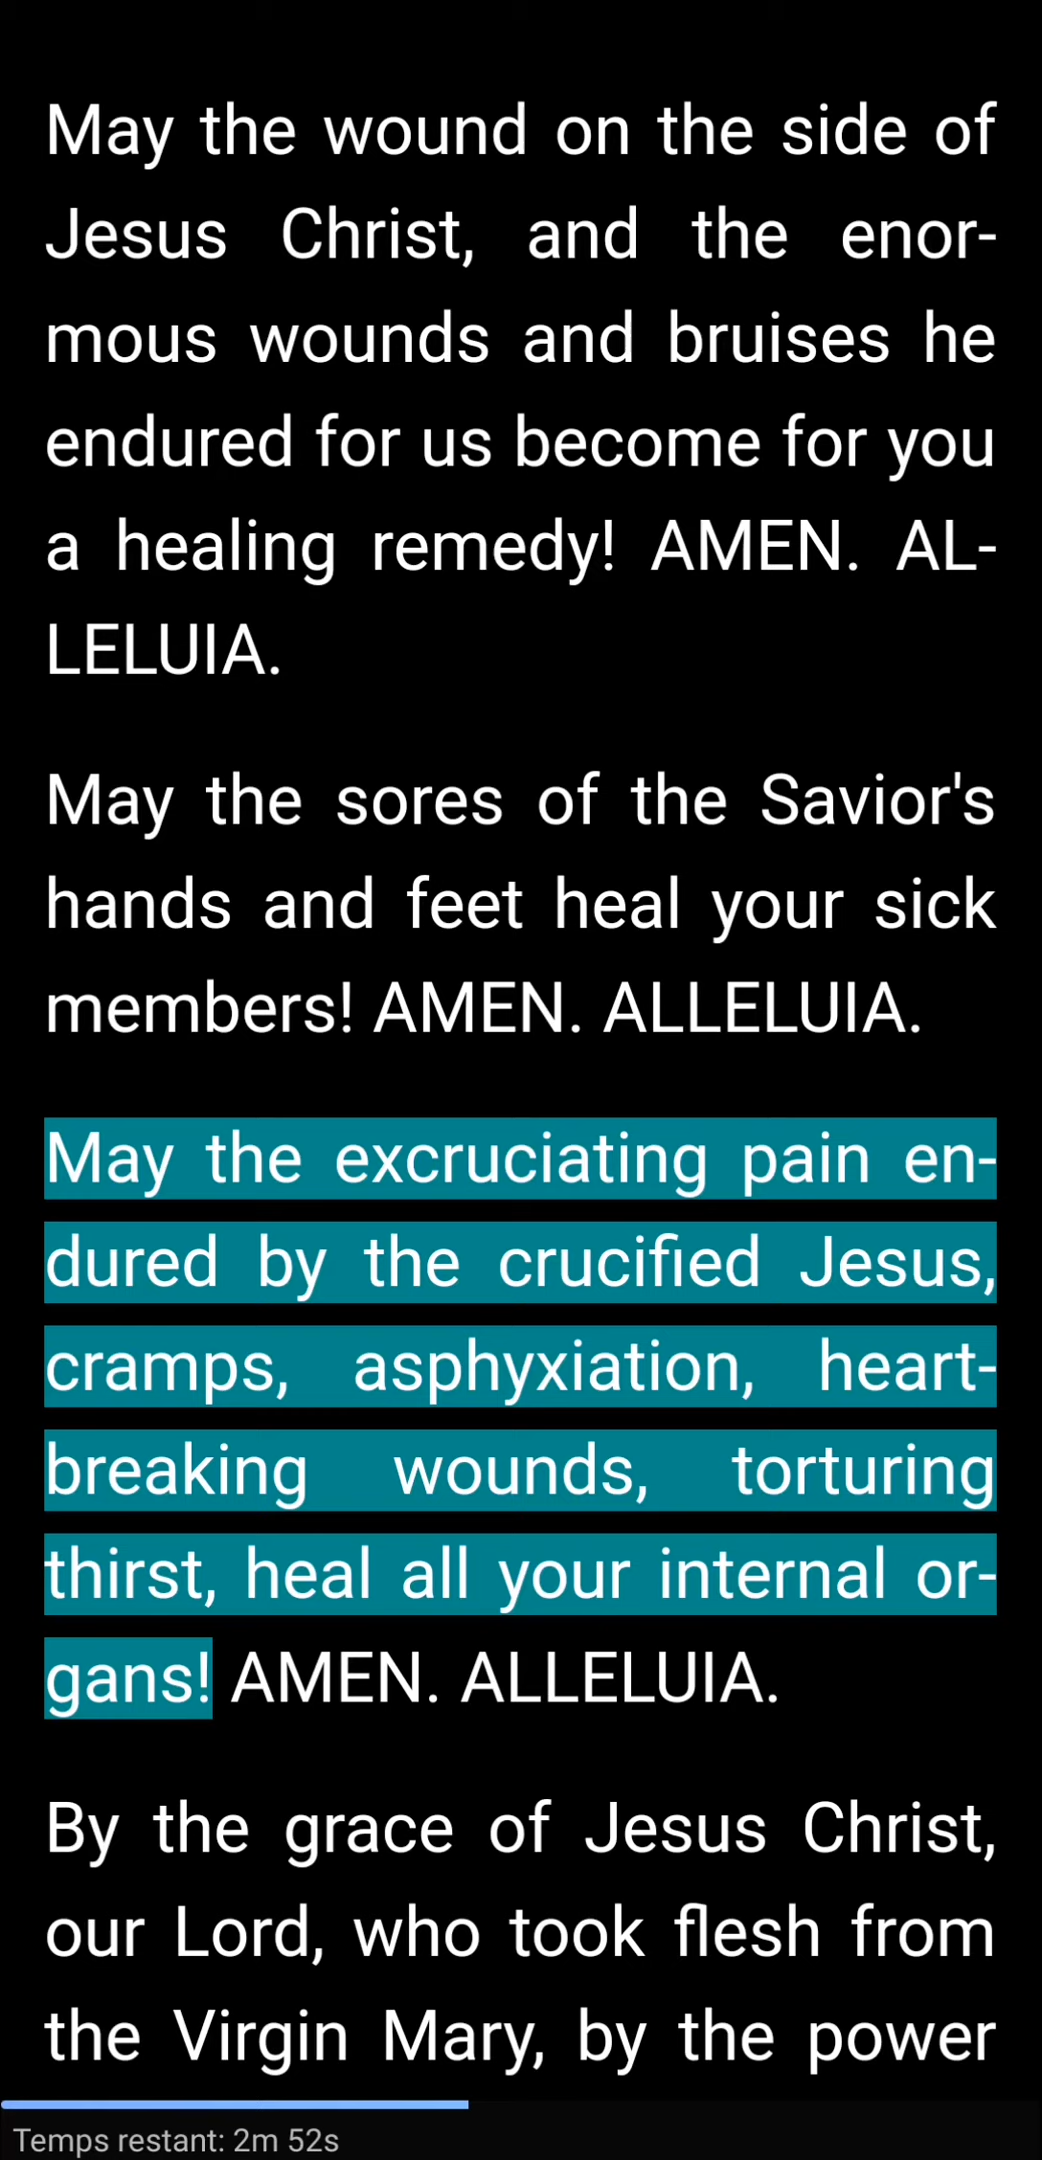 May the wound on the side of
Jesus Christ, and the enor-
mous wounds and bruises he
endured for us become for you
a healing remedy! AMEN. AL-
LELUIA.
May the sores of the Savior's
hands and feet heal your sick
members! AMEN. ALLELUIA.
May the excruciating pain en-
dured by the crucified Jesus,
cramps, asphyxiation, heart-
breaking wounds, torturing
thirst, heal all your internal or-
gans! AMEN. ALLELUIA.
By the grace of Jesus Christ,
our Lord, who took flesh from
the Virgin Mary, by the power
Temps restant: 2m 52s